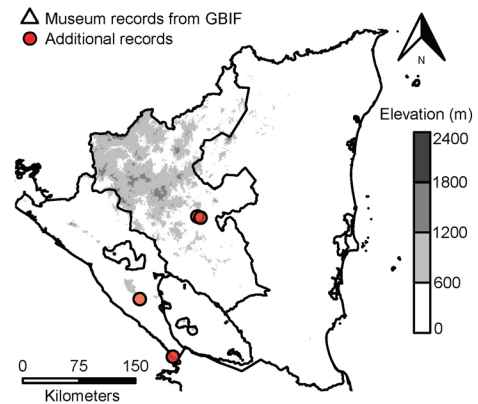 Museum records from GBIF
Additional records
N
Elevation (m)
2400
1800
1200
600
0
0 75 150
Kilometers